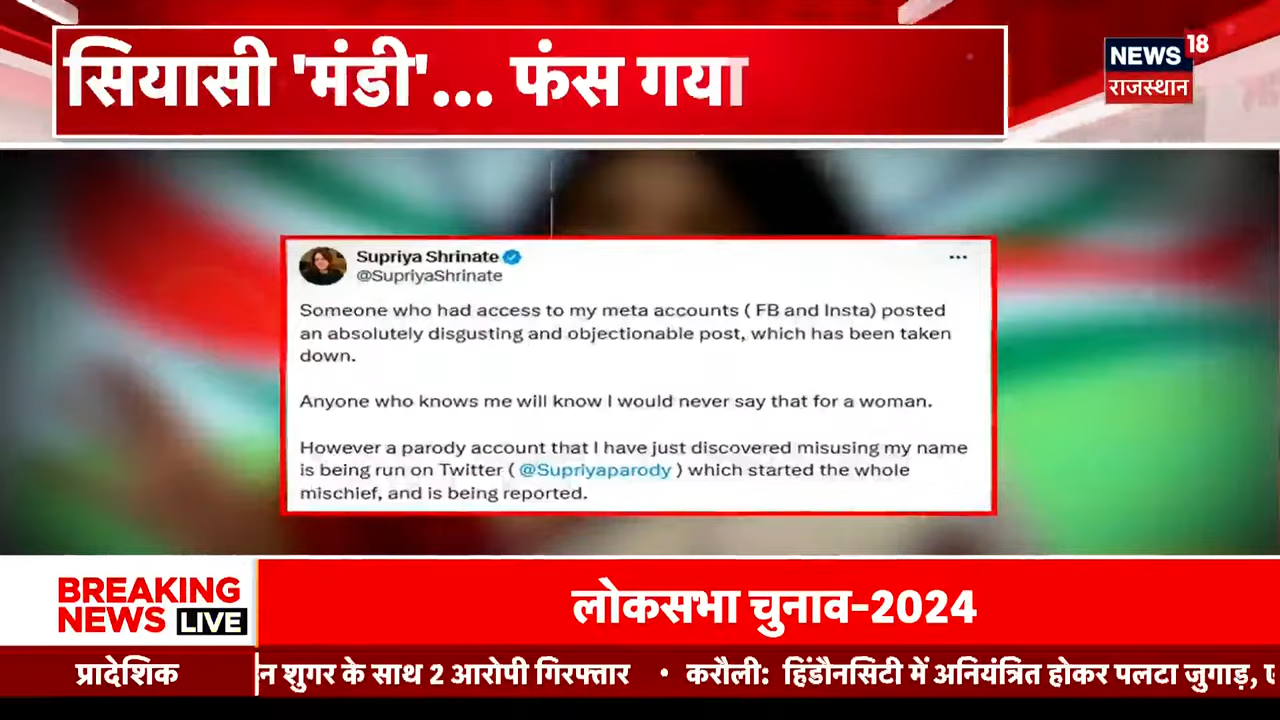 सियासी 'मंडी'... फंस गया
NEWS 18
राजस्थान
Supriya Shrinate
@SupriyaShrinate
Someone who had access to my meta accounts ( FB and Insta) posted
an absolutely disgusting and objectionable post, which has been taken
down.
Anyone who knows me will know I would never say that for a woman.
However a parody account that I have just discovered misusing my name
is being run on Twitter ( @Supriyaparody ) which started the whole
mischief, and is being reported.
BREAKING
NEWS LIVE
लोकसभा चुनाव-2024
प्रादेशिक
न शुगर के साथ 2 आरोपी गिरफ्तार • करौली: हिंडौनसिटी में अनियंत्रित होकर पलटा जुगाड़,